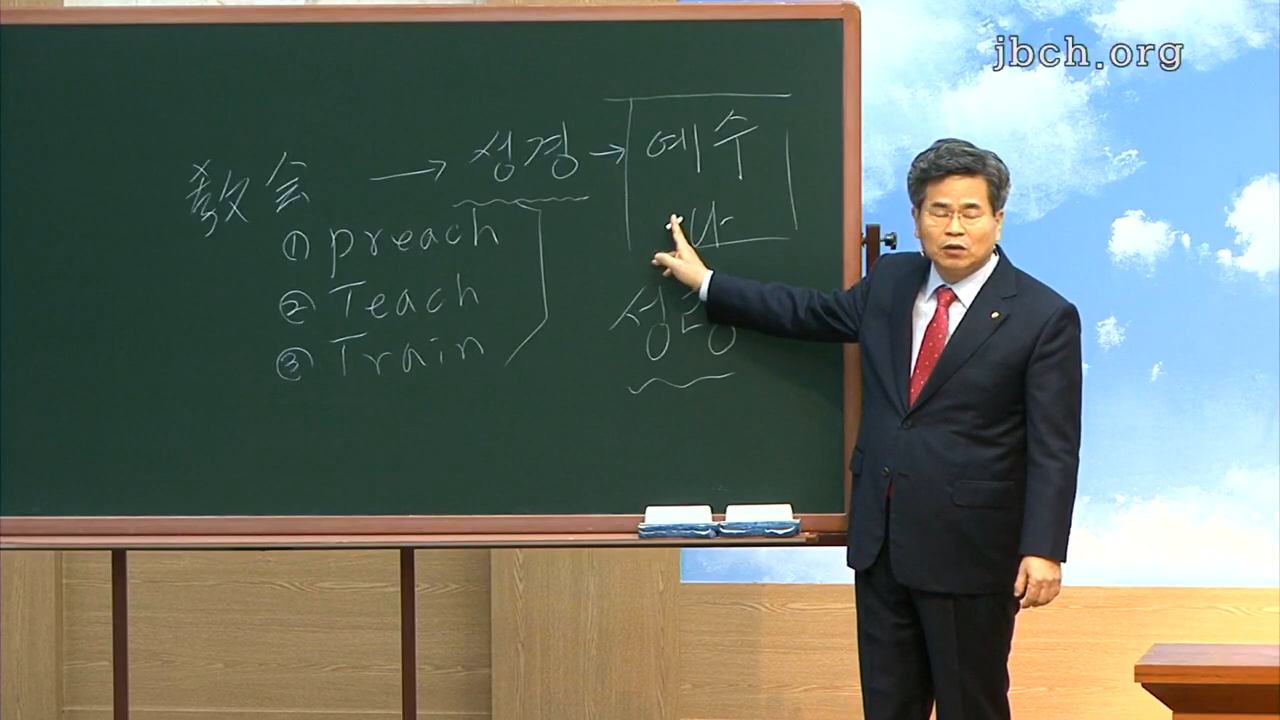 jbch.org
教会 → 성경 → 예수
① preach
② Teach
③ Train
성령